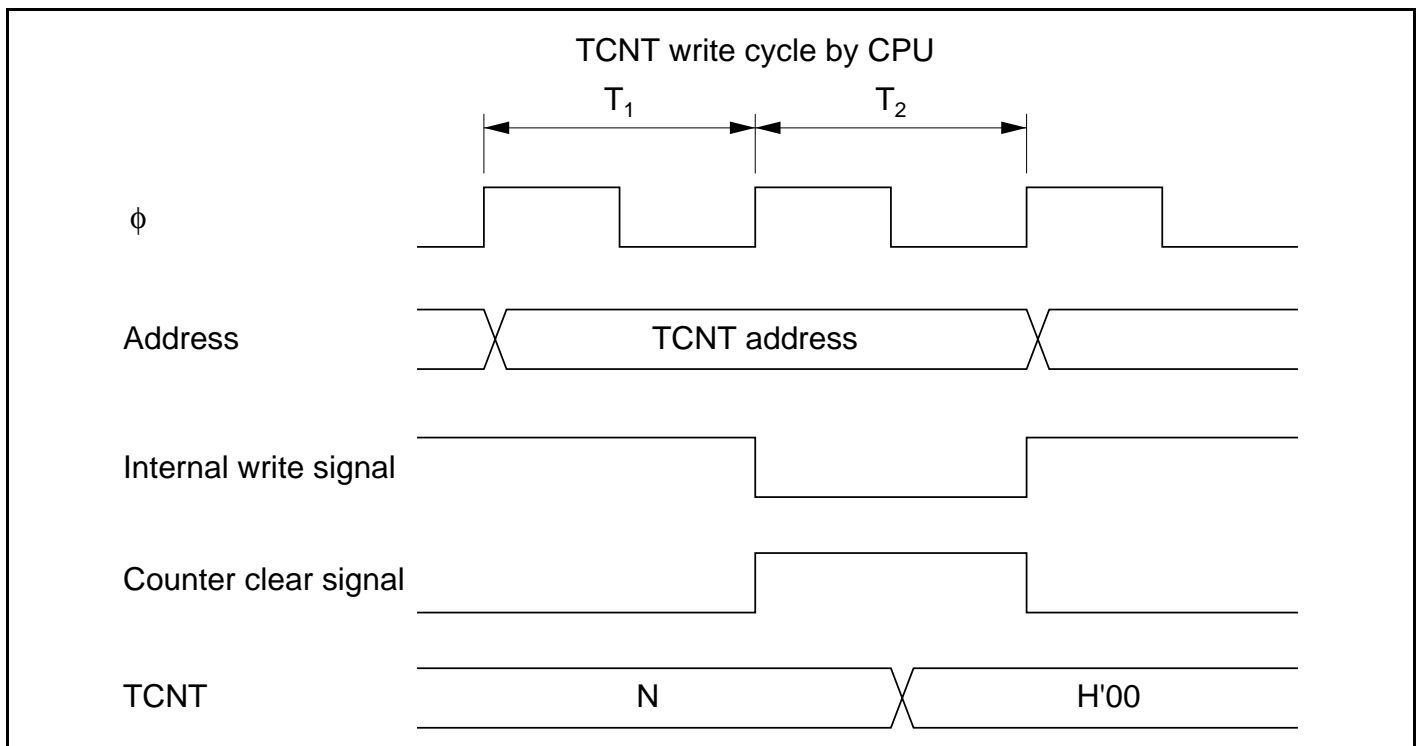 TCNT write cycle by CPU
T₁ T₂
ϕ
Address TCNT address
Internal write signal
Counter clear signal
TCNT N H'00